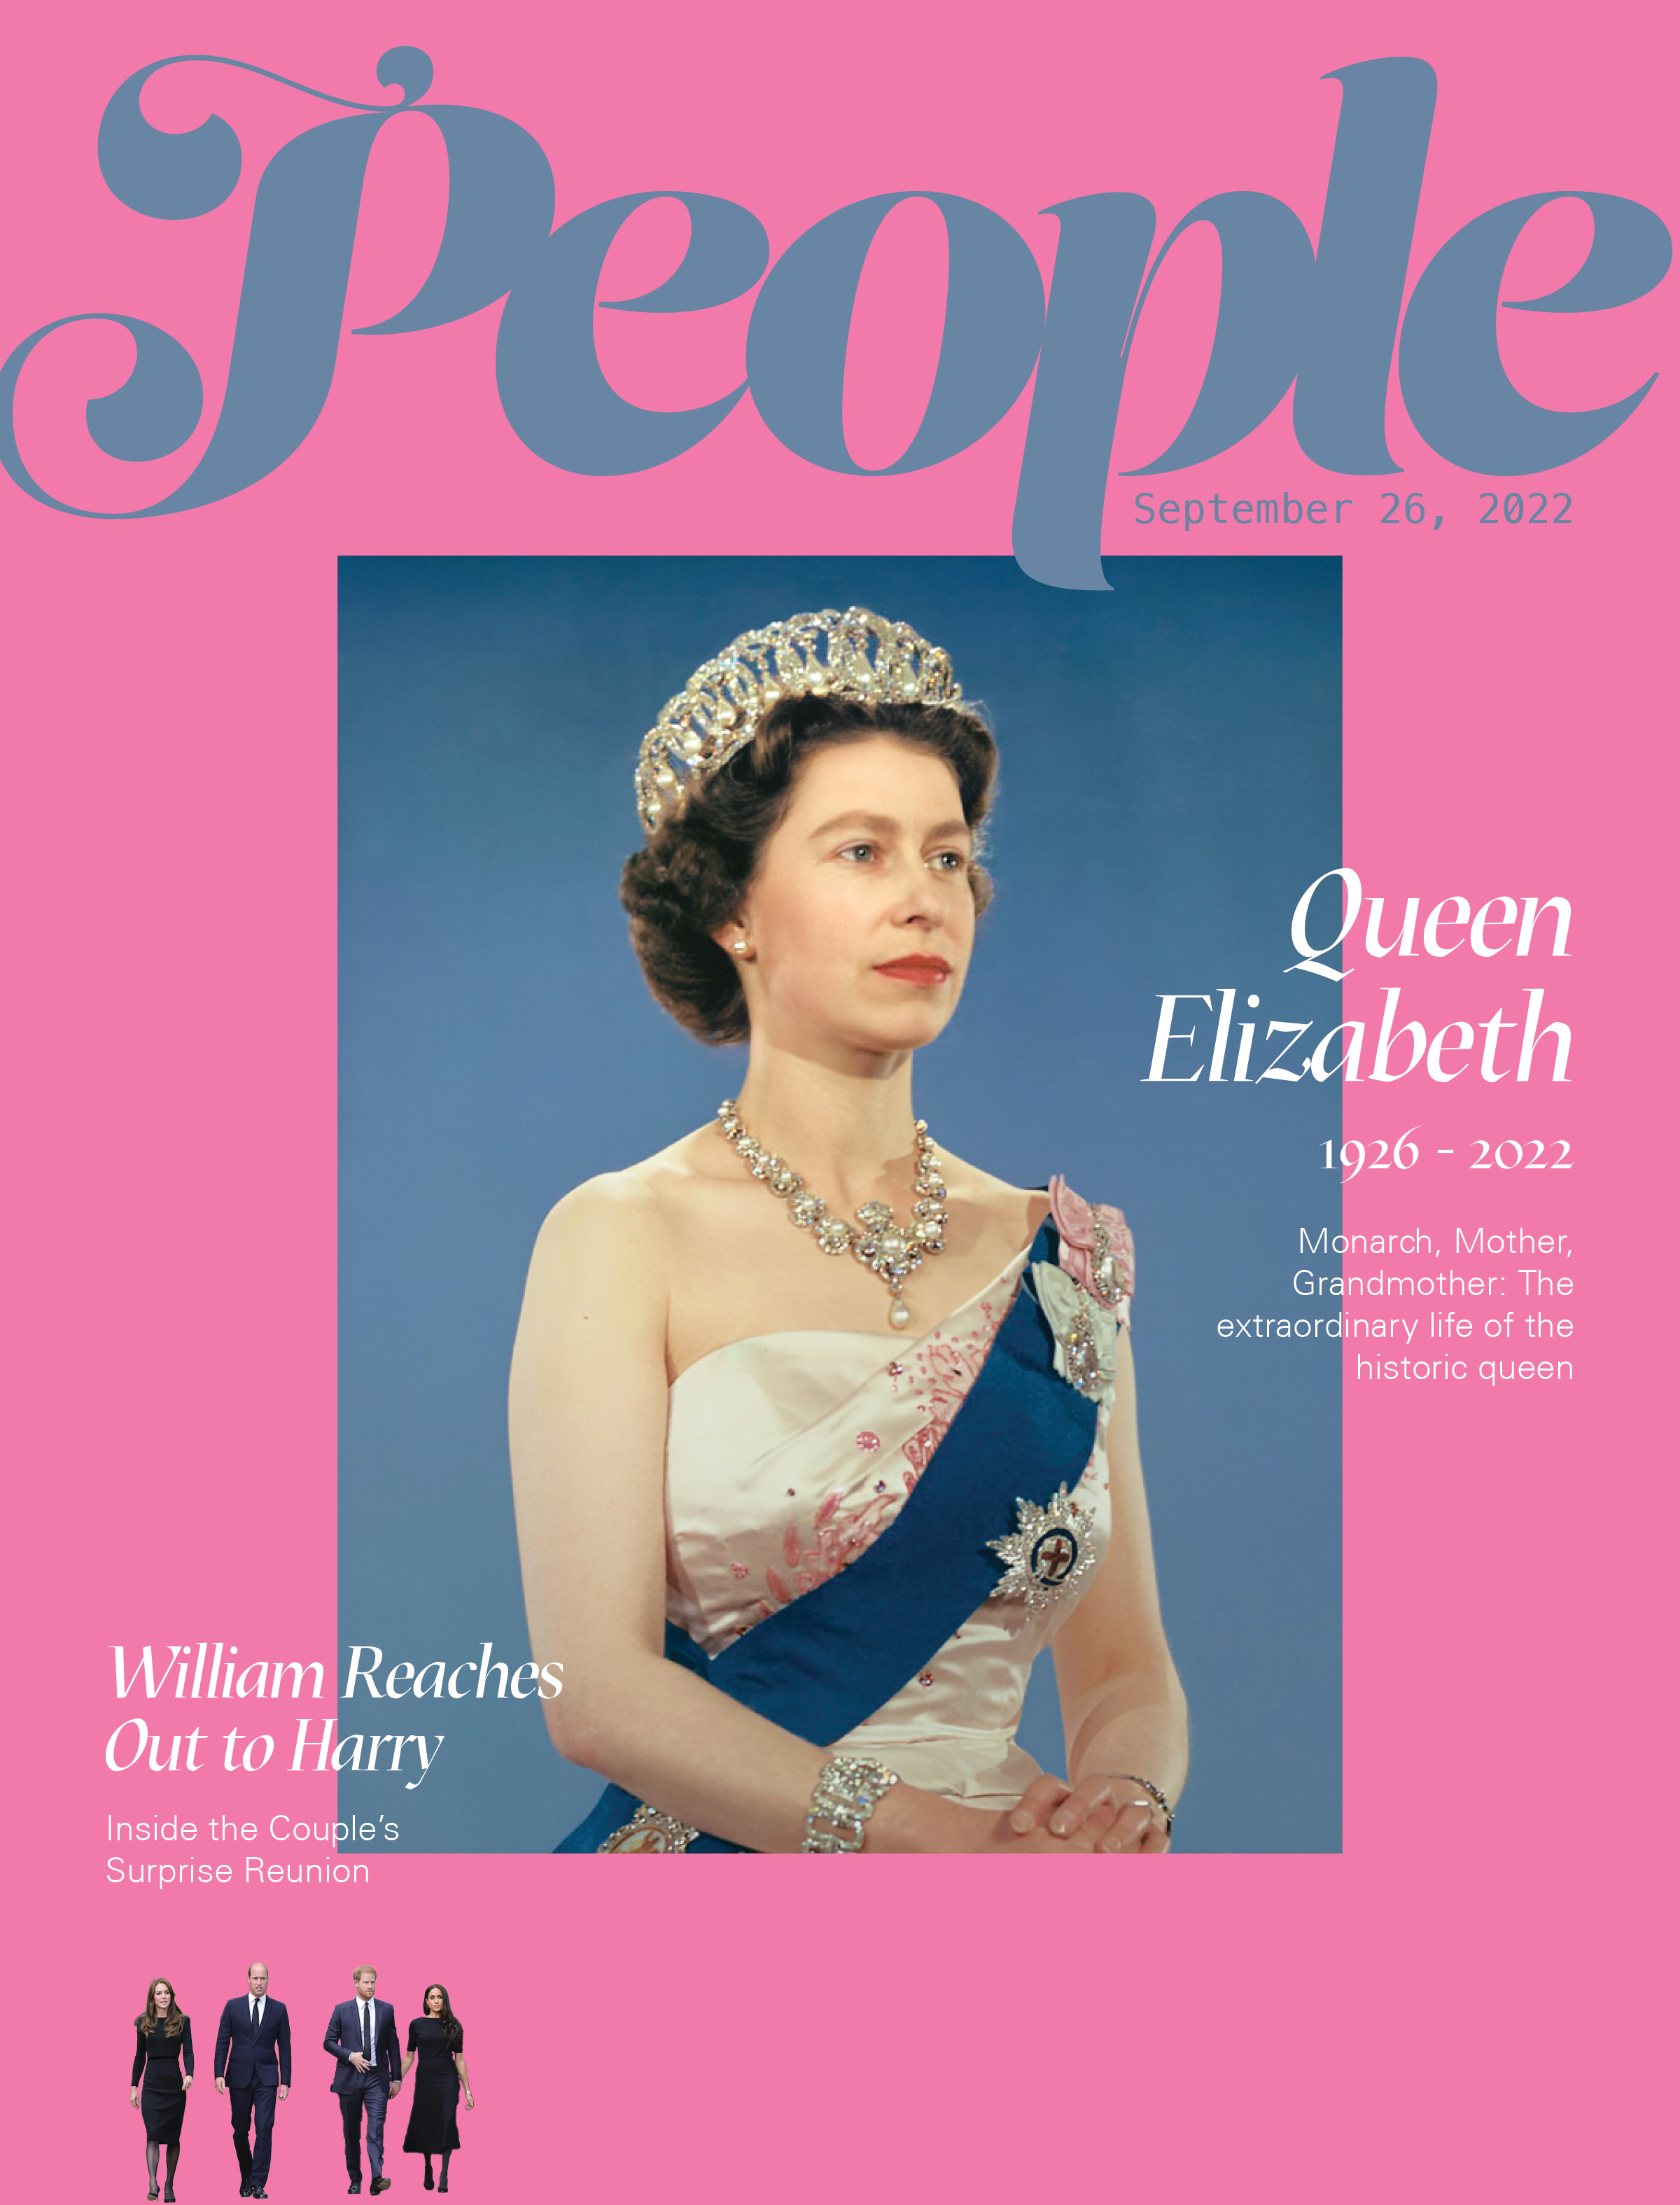 People
September 26, 2022
Queen
Elizabeth
1926 - 2022
Monarch, Mother,
Grandmother: The
extraordinary life of the
historic queen
William Reaches
Out to Harry
Inside the Couple’s
Surprise Reunion